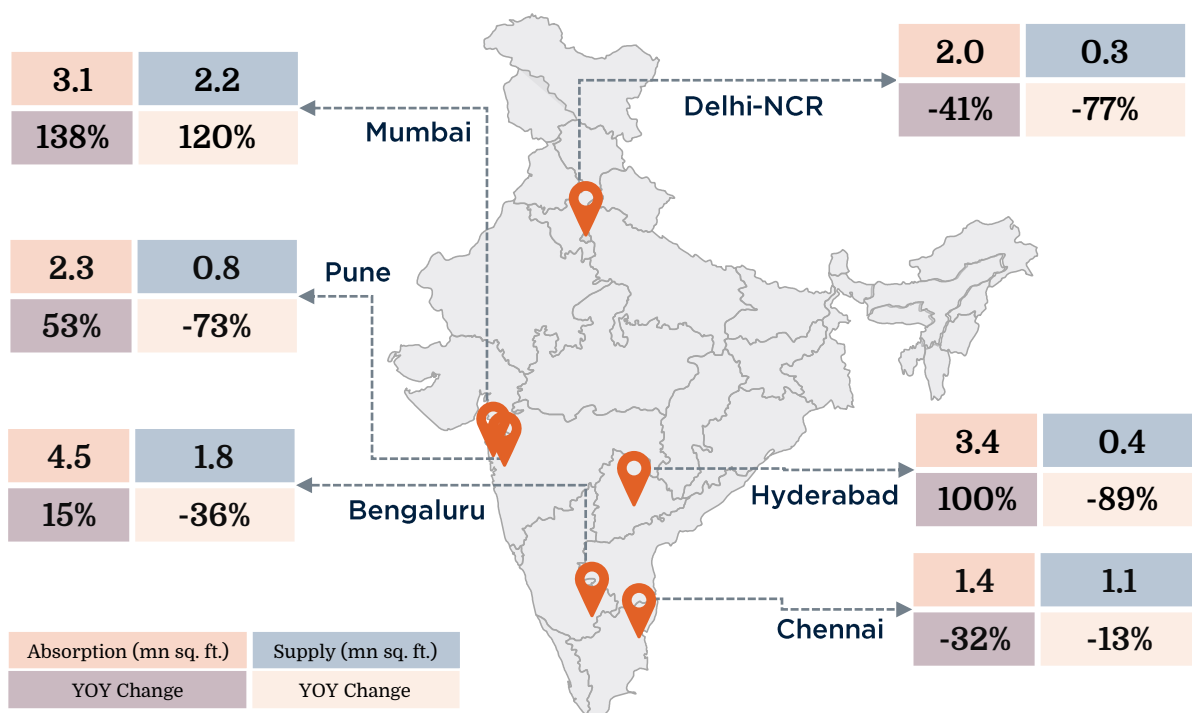 3.1 2.2
138% 120%
Mumbai
Delhi-NCR
2.0 0.3
-41% -77%
2.3 0.8
53% -73%
Pune
4.5 1.8
15% -36%
Bengaluru
Hyderabad
3.4 0.4
100% -89%
Chennai
1.4 1.1
-32% -13%
Absorption (mn sq. ft.) Supply (mn sq. ft.)
YOY Change YOY Change